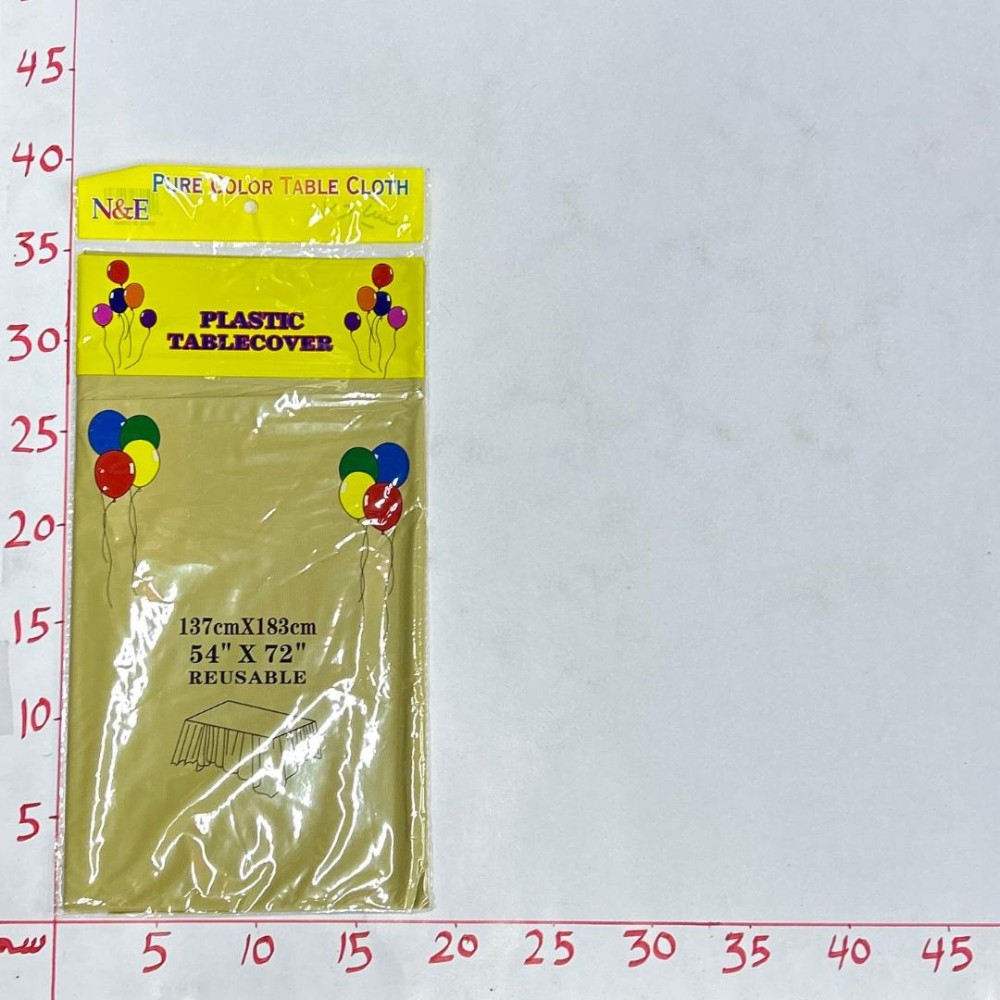 45
40
PURE COLOR TABLE CLOTH
N&E
35
PLASTIC
TABLECOVER
30
25
20
137cmX183cm
15
54" X 72"
REUSABLE
10
5
سم 5 10 15 20 25 30 35 40 45